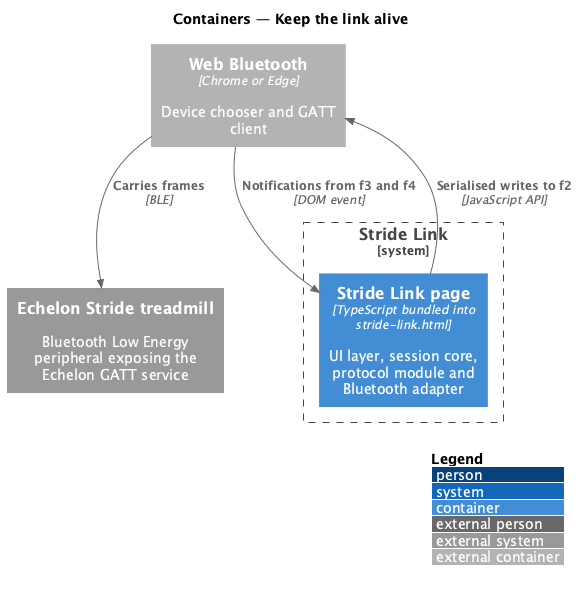 Containers — Keep the link alive
Web Bluetooth
[Chrome or Edge]
Device chooser and GATT
client
Carries frames
[BLE]
Notifications from f3 and f4
[DOM event]
Serialised writes to f2
[JavaScript API]
Stride Link
[system]
Echelon Stride treadmill
Bluetooth Low Energy
peripheral exposing the
Echelon GATT service
Stride Link page
[TypeScript bundled into
stride-link.html]
UI layer, session core,
protocol module and
Bluetooth adapter
Legend
person
system
container
external person
external system
external container